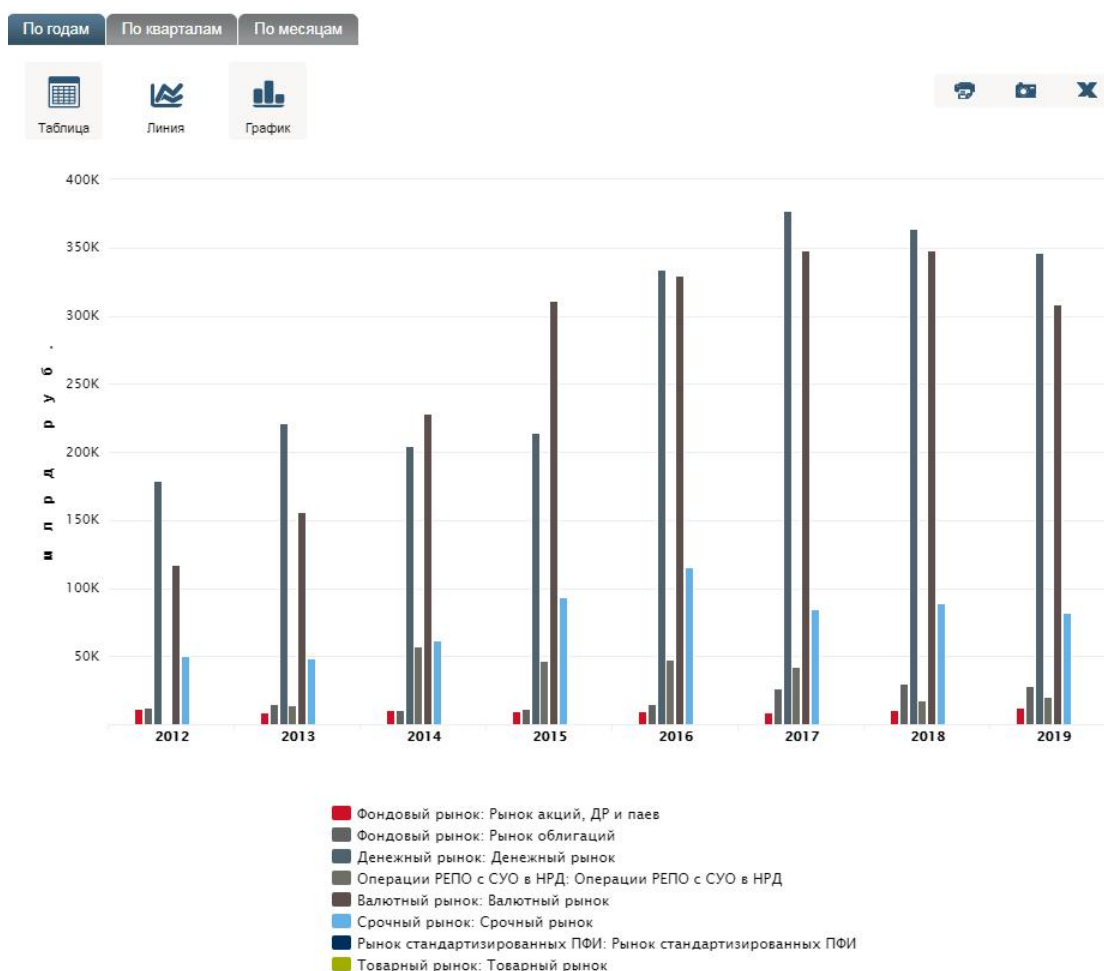 По годам По кварталам По месяцам
Таблица Линия График
400K
350K
300K
250K
200K
150K
100K
50K
млрд руб.
2012 2013 2014 2015 2016 2017 2018 2019
Фондовый рынок: Рынок акций, ДР и паев
Фондовый рынок: Рынок облигаций
Денежный рынок: Денежный рынок
Операции РЕПО с СУО в НРД: Операции РЕПО с СУО в НРД
Валютный рынок: Валютный рынок
Срочный рынок: Срочный рынок
Рынок стандартизированных ПФИ: Рынок стандартизированных ПФИ
Товарный рынок: Товарный рынок